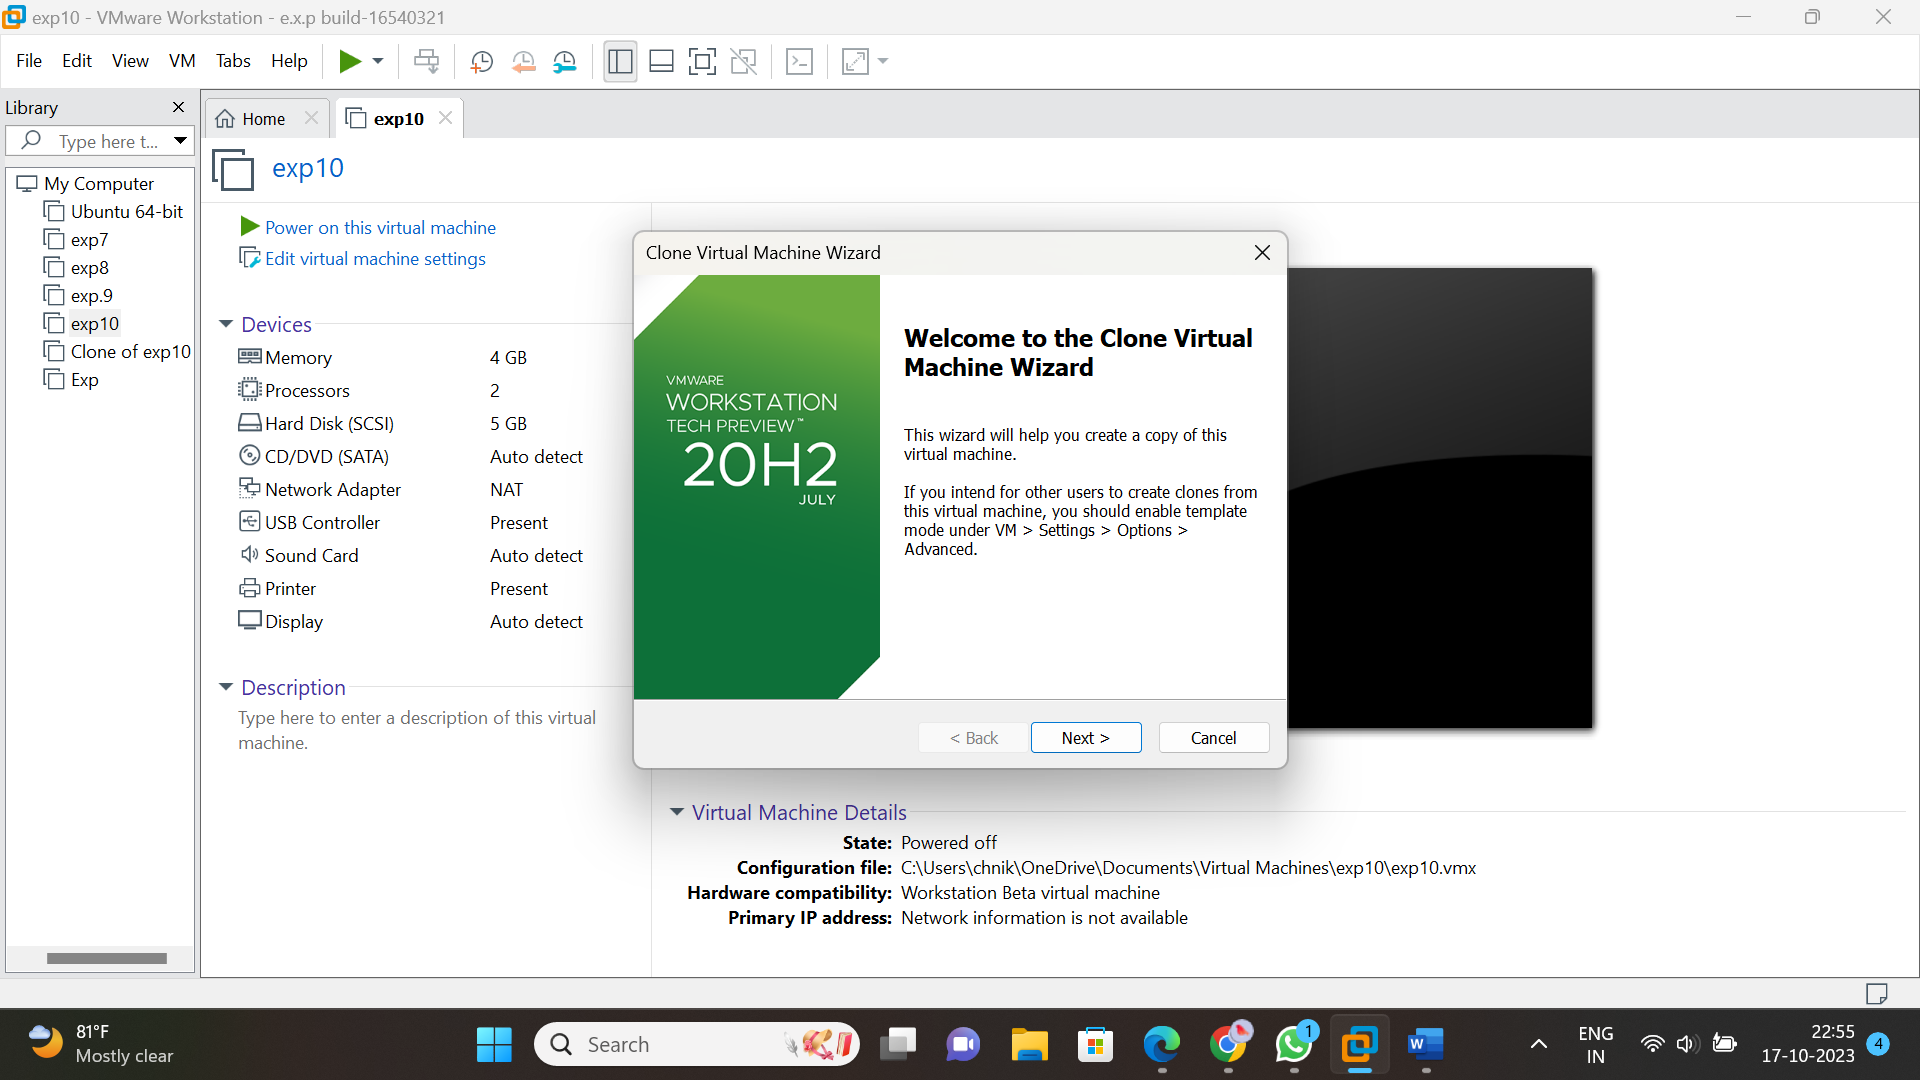 exp10 - VMware Workstation - e.x.p build-16540321
File Edit View VM Tabs Help
Library
Type here t...
My Computer
Ubuntu 64-bit
exp7
exp8
exp.9
exp10
Clone of exp10
Exp
Home
exp10
exp10
Power on this virtual machine
Edit virtual machine settings
Devices
Memory 4 GB
Processors 2
Hard Disk (SCSI) 5 GB
CD/DVD (SATA) Auto detect
Network Adapter NAT
USB Controller Present
Sound Card Auto detect
Printer Present
Display Auto detect
Description
Type here to enter a description of this virtual
machine.
Clone Virtual Machine Wizard
VMWARE
WORKSTATION
TECH PREVIEW™
20H2
JULY
Welcome to the Clone Virtual
Machine Wizard
This wizard will help you create a copy of this
virtual machine.
If you intend for other users to create clones from
this virtual machine, you should enable template
mode under VM > Settings > Options >
Advanced.
< Back Next > Cancel
Virtual Machine Details
State: Powered off
Configuration file: C:\Users\chnik\OneDrive\Documents\Virtual Machines\exp10\exp10.vmx
Hardware compatibility: Workstation Beta virtual machine
Primary IP address: Network information is not available
81°F
Mostly clear
Search
1
W
ENG
IN
22:55
17-10-2023
4